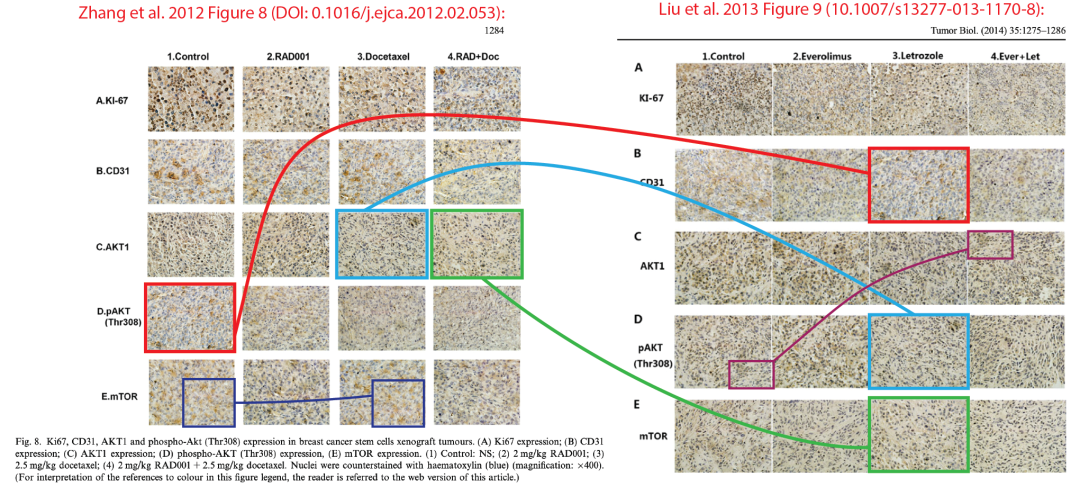 Zhang et al. 2012 Figure 8 (DOI: 0.1016/j.ejca.2012.02.053):
1284
1.Control 2.RAD001 3.Docetaxel 4.RAD+Doc
A.KI-67
B.CD31
C.AKT1
D.pAKT
(Thr308)
E.mTOR
Fig. 8. Ki67, CD31, AKT1 and phospho-Akt (Thr308) expression in breast cancer stem cells xenograft tumours. (A) Ki67 expression; (B) CD31
expression; (C) AKT1 expression; (D) phospho-AKT (Thr308) expression, (E) mTOR expression. (1) Control: NS; (2) 2 mg/kg RAD001; (3)
2.5 mg/kg docetaxel; (4) 2 mg/kg RAD001 + 2.5 mg/kg docetaxel. Nuclei were counterstained with haematoxylin (blue) (magnification: ×400).
(For interpretation of the references to colour in this figure legend, the reader is referred to the web version of this article.)
Liu et al. 2013 Figure 9 (10.1007/s13277-013-1170-8):
Tumor Biol. (2014) 35:1275–1286
1.Control 2.Everolimus 3.Letrozole 4.Ever+Let
A
KI-67
B
CD31
C
AKT1
D
pAKT
(Thr308)
E
mTOR